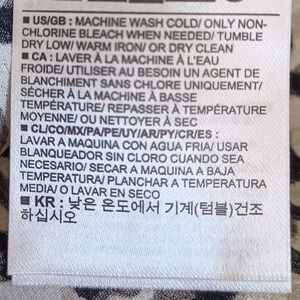 ■ US/GB : MACHINE WASH COLD/ ONLY NON-
CHLORINE BLEACH WHEN NEEDED/ TUMBLE
DRY LOW/ WARM IRON/ OR DRY CLEAN
■ CA : LAVER À LA MACHINE À L'EAU
FROIDE/ UTILISER AU BESOIN UN AGENT DE
BLANCHIMENT SANS CHLORE UNIQUEMENT/
SÉCHER À LA MACHINE À BASSE
TEMPÉRATURE/ REPASSER À TEMPÉRATURE
MOYENNE/ OU NETTOYER À SEC
■ CL/CO/MX/PA/PE/UY/AR/PY/CR/ES :
LAVAR A MAQUINA CON AGUA FRIA/ USAR
BLANQUEADOR SIN CLORO CUANDO SEA
NECESARIO/ SECAR A MAQUINA A BAJA
TEMPERATURA/ PLANCHAR A TEMPERATURA
MEDIA/ O LAVAR EN SECO
■ KR : 낮은 온도에서 기계(텀블)건조
하십시오